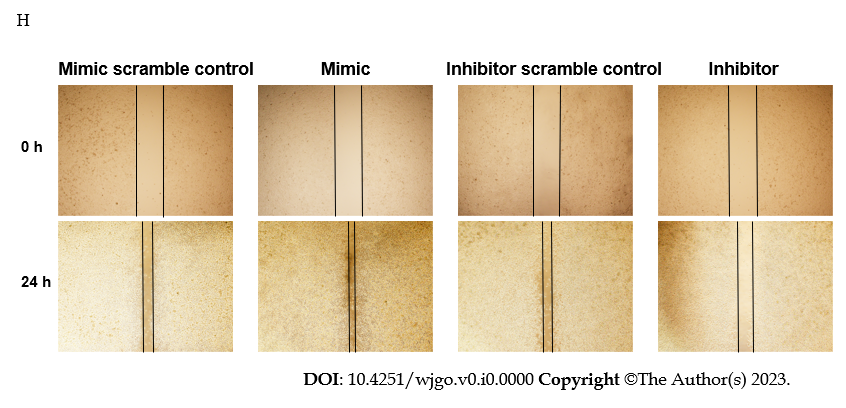 H
Mimic scramble control Mimic Inhibitor scramble control Inhibitor
0 h
24 h
DOI: 10.4251/wjgo.v0.i0.0000 Copyright ©The Author(s) 2023.